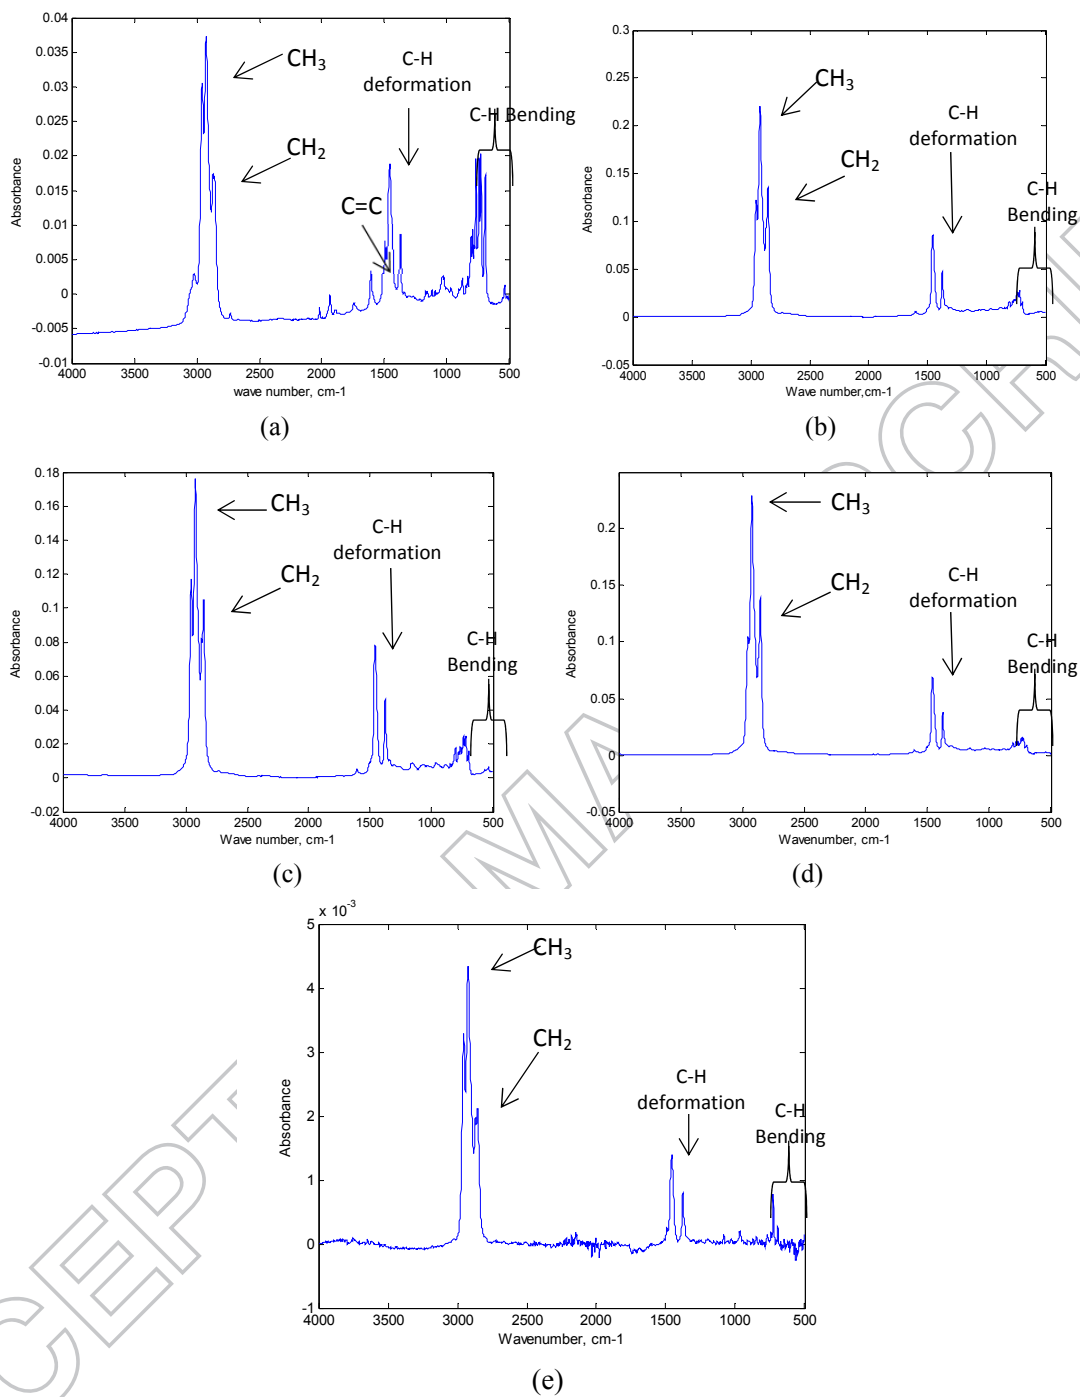 0.04
0.035
0.03
0.025
0.02
0.015
0.01
0.005
0
-0.005
-0.01
Absorbance
CH3
CH2
C=C
C-H
deformation
C-H Bending
4000 3500 3000 2500 2000 1500 1000 500
wave number, cm-1
(a)
0.3
0.25
0.2
0.15
0.1
0.05
0
-0.05
Absorbance
CH3
CH2
C-H
deformation
C-H
Bending
4000 3500 3000 2500 2000 1500 1000 500
Wave number,cm-1
(b)
0.18
0.16
0.14
0.12
0.1
0.08
0.06
0.04
0.02
0
-0.02
Absorbance
CH3
CH2
C-H
deformation
C-H
Bending
4000 3500 3000 2500 2000 1500 1000 500
Wave number, cm-1
(c)
0.2
0.15
0.1
0.05
0
-0.05
Absorbance
CH3
CH2
C-H
deformation
C-H
Bending
4000 3500 3000 2500 2000 1500 1000 500
Wavenumber, cm-1
(d)
x 10-3
5
4
3
2
1
0
-1
Absorbance
CH3
CH2
C-H
deformation
C-H
Bending
4000 3500 3000 2500 2000 1500 1000 500
Wavenumber, cm-1
(e)